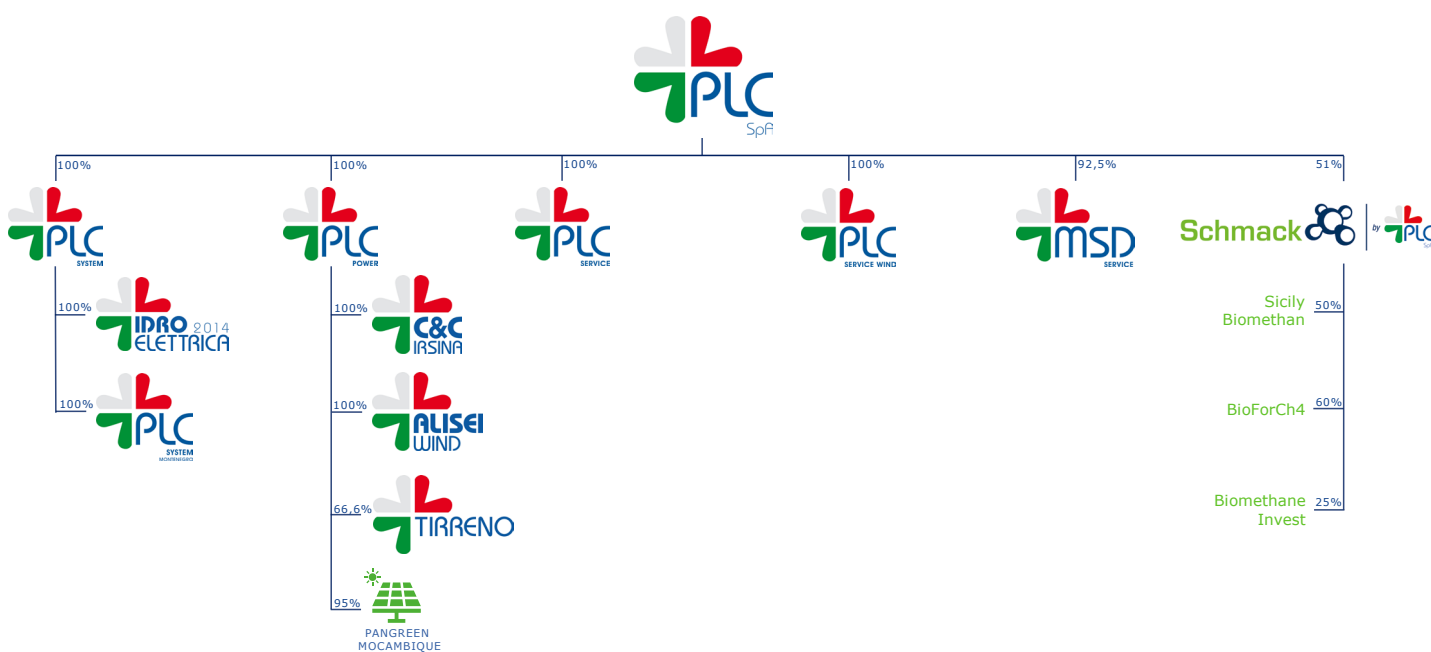 PLC
SpA
100%
100%
100%
100%
92,5%
51%
PLC
SYSTEM
PLC
POWER
PLC
SERVICE
PLC
SERVICE WIND
MSD
SERVICE
Schmack
by
PLC
SpA
100%
IDRO 2014
ELETTRICA
100%
PLC
SYSTEM
MONTENEGRO
100%
C&C
IRSINA
100%
ALISEI
WIND
66,6%
TIRRENO
95%
PANGREEN
MOCAMBIQUE
Sicily
Biomethan
50%
BioForCh4
60%
Biomethane
Invest
25%